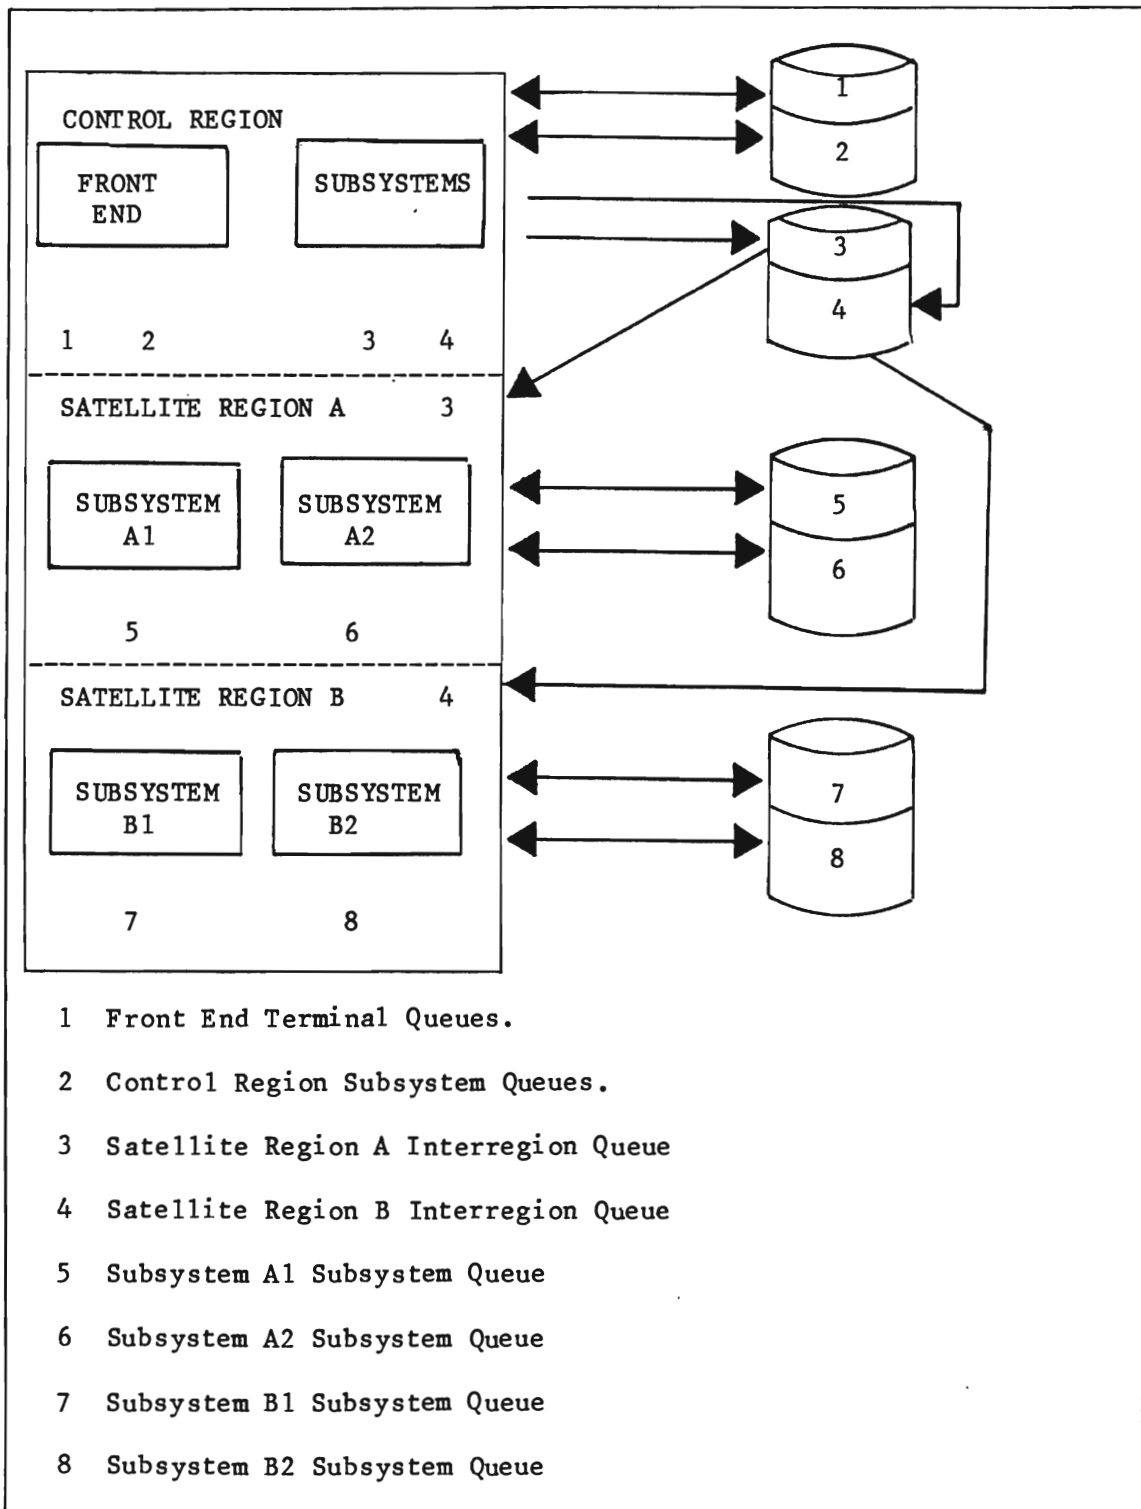 CONTROL REGION
FRONT
END
SUBSYSTEMS
1 2 3 4
SATELLITE REGION A 3
SUBSYSTEM
A1
SUBSYSTEM
A2
5 6
SATELLITE REGION B 4
SUBSYSTEM
B1
SUBSYSTEM
B2
7 8
1
2
3
4
5
6
7
8
1 Front End Terminal Queues.
2 Control Region Subsystem Queues.
3 Satellite Region A Interregion Queue
4 Satellite Region B Interregion Queue
5 Subsystem A1 Subsystem Queue
6 Subsystem A2 Subsystem Queue
7 Subsystem B1 Subsystem Queue
8 Subsystem B2 Subsystem Queue